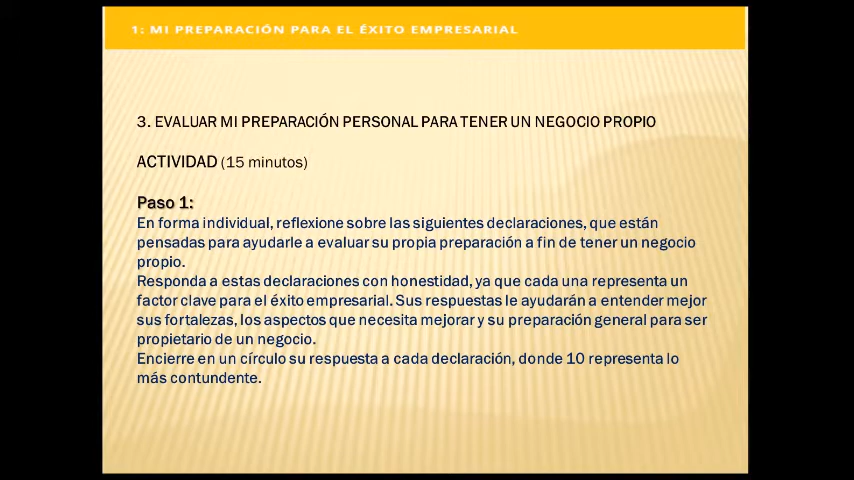 1: MI PREPARACIÓN PARA EL ÉXITO EMPRESARIAL
3. EVALUAR MI PREPARACIÓN PERSONAL PARA TENER UN NEGOCIO PROPIO
ACTIVIDAD (15 minutos)
Paso 1:
En forma individual, reflexione sobre las siguientes declaraciones, que están
pensadas para ayudarle a evaluar su propia preparación a fin de tener un negocio
propio.
Responda a estas declaraciones con honestidad, ya que cada una representa un
factor clave para el éxito empresarial. Sus respuestas le ayudarán a entender mejor
sus fortalezas, los aspectos que necesita mejorar y su preparación general para ser
propietario de un negocio.
Encierre en un círculo su respuesta a cada declaración, donde 10 representa lo
más contundente.